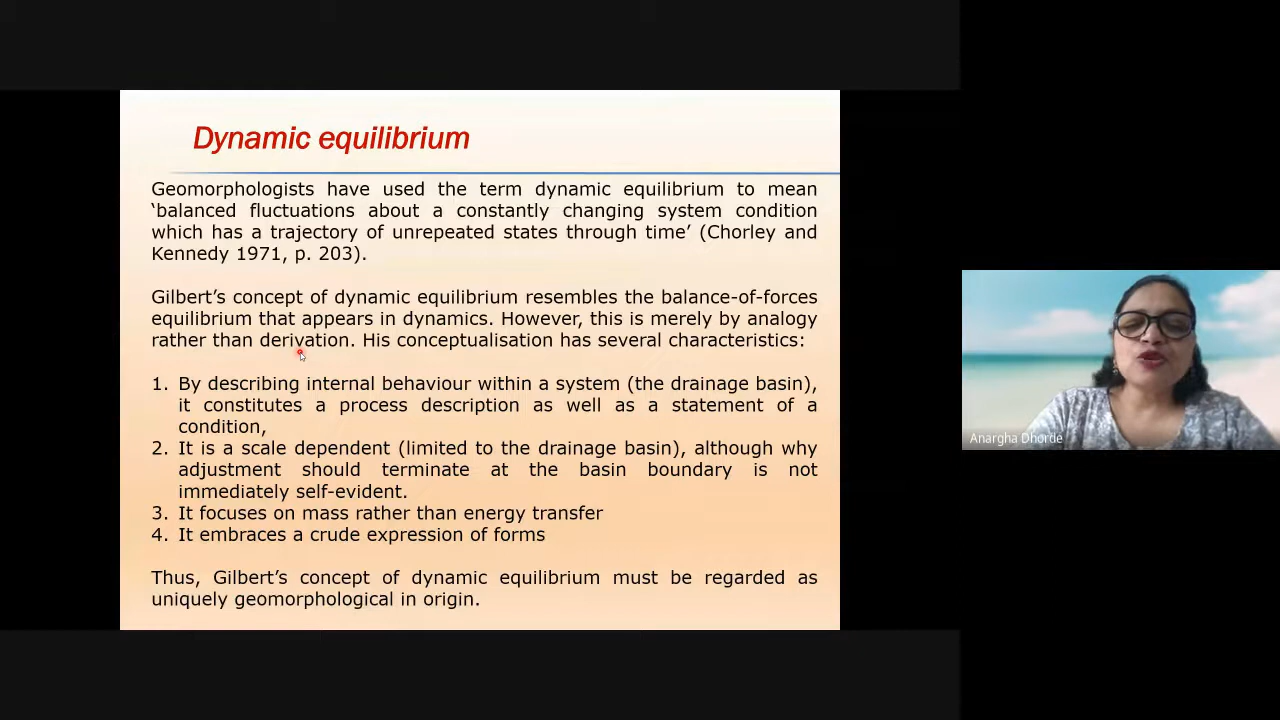 Dynamic equilibrium
Geomorphologists have used the term dynamic equilibrium to mean
‘balanced fluctuations about a constantly changing system condition
which has a trajectory of unrepeated states through time’ (Chorley and
Kennedy 1971, p. 203).
Gilbert’s concept of dynamic equilibrium resembles the balance-of-forces
equilibrium that appears in dynamics. However, this is merely by analogy
rather than derivation. His conceptualisation has several characteristics:
1. By describing internal behaviour within a system (the drainage basin),
it constitutes a process description as well as a statement of a
condition,
2. It is a scale dependent (limited to the drainage basin), although why
adjustment should terminate at the basin boundary is not
immediately self-evident.
3. It focuses on mass rather than energy transfer
4. It embraces a crude expression of forms
Thus, Gilbert’s concept of dynamic equilibrium must be regarded as
uniquely geomorphological in origin.
Anargha Dhorde